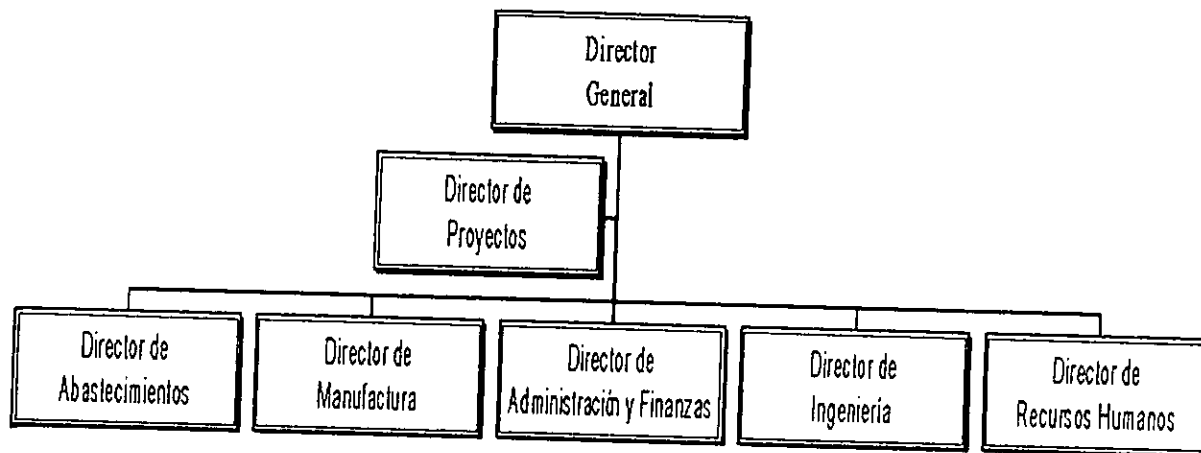 Director
General
Director de
Proyectos
Director de
Abastecimientos
Director de
Manufactura
Director de
Administración y Finanzas
Director de
Ingeniería
Director de
Recursos Humanos